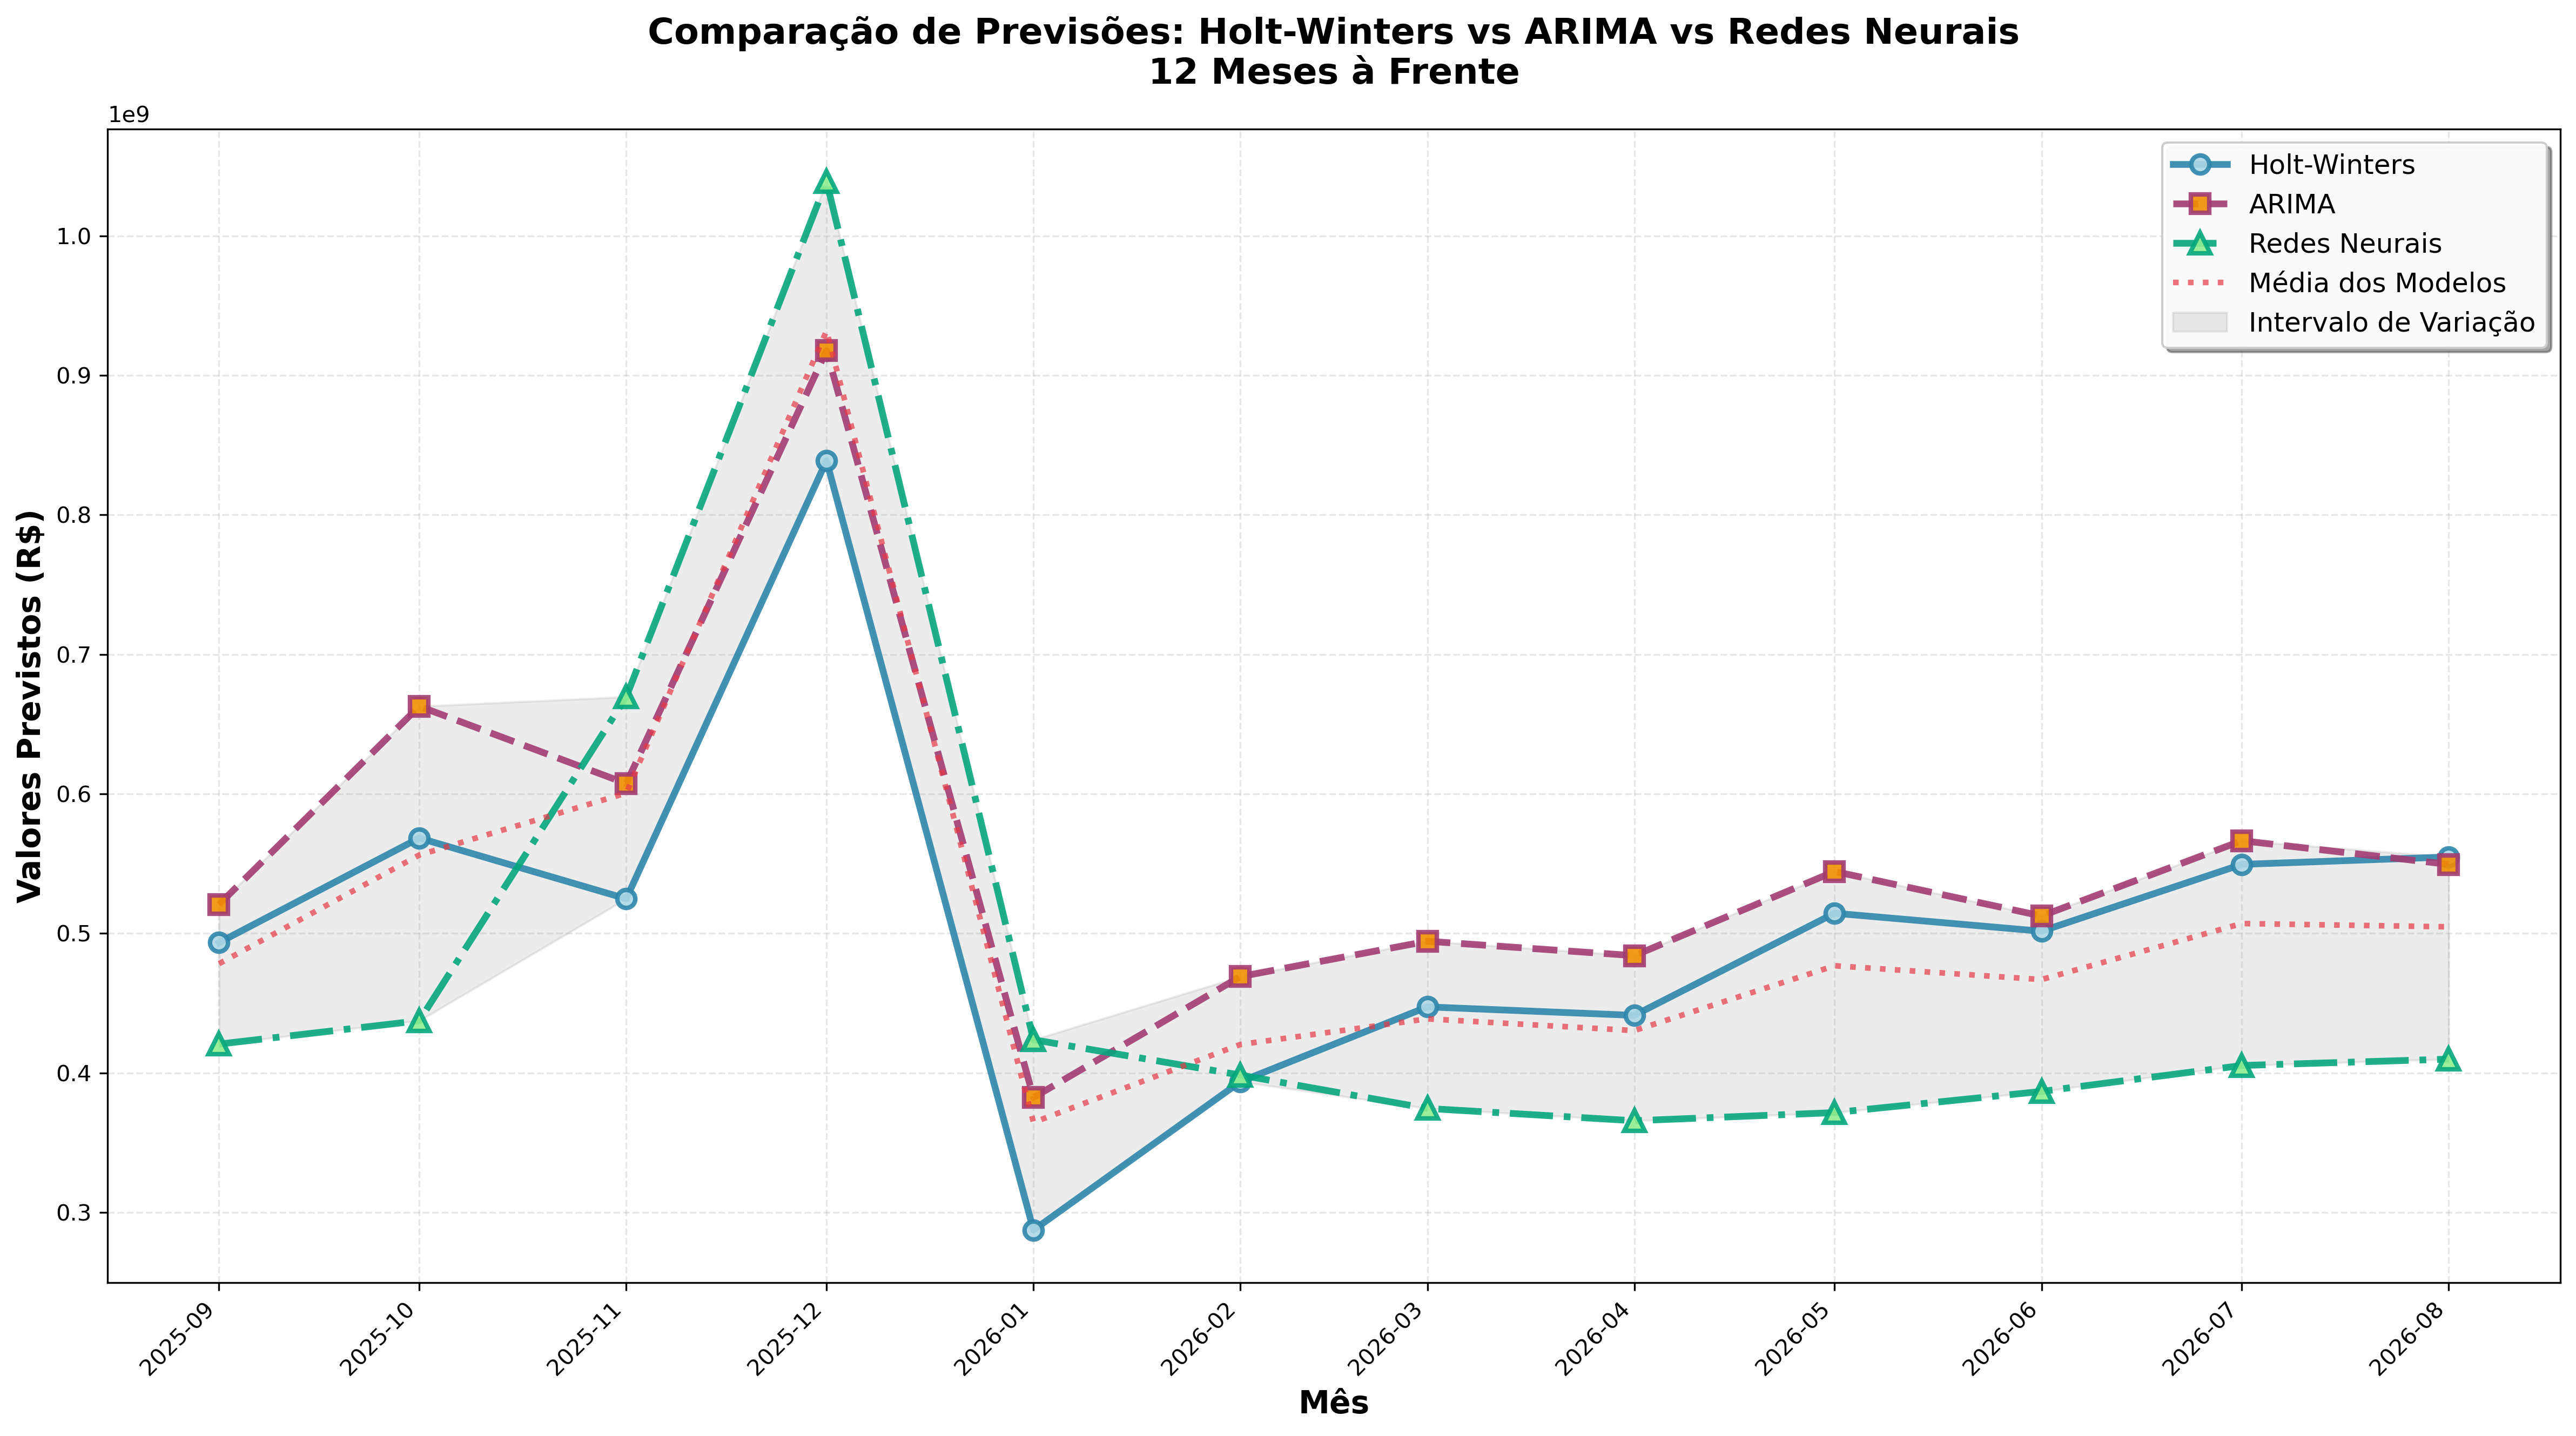 Comparação de Previsões: Holt-Winters vs ARIMA vs Redes Neurais
12 Meses à Frente
1e9
Holt-Winters
ARIMA
Redes Neurais
Média dos Modelos
Intervalo de Variação
Valores Previstos (R$)
1.0
0.9
0.8
0.7
0.6
0.5
0.4
0.3
2025-09
2025-10
2025-11
2025-12
2026-01
2026-02
2026-03
2026-04
2026-05
2026-06
2026-07
2026-08
Mês